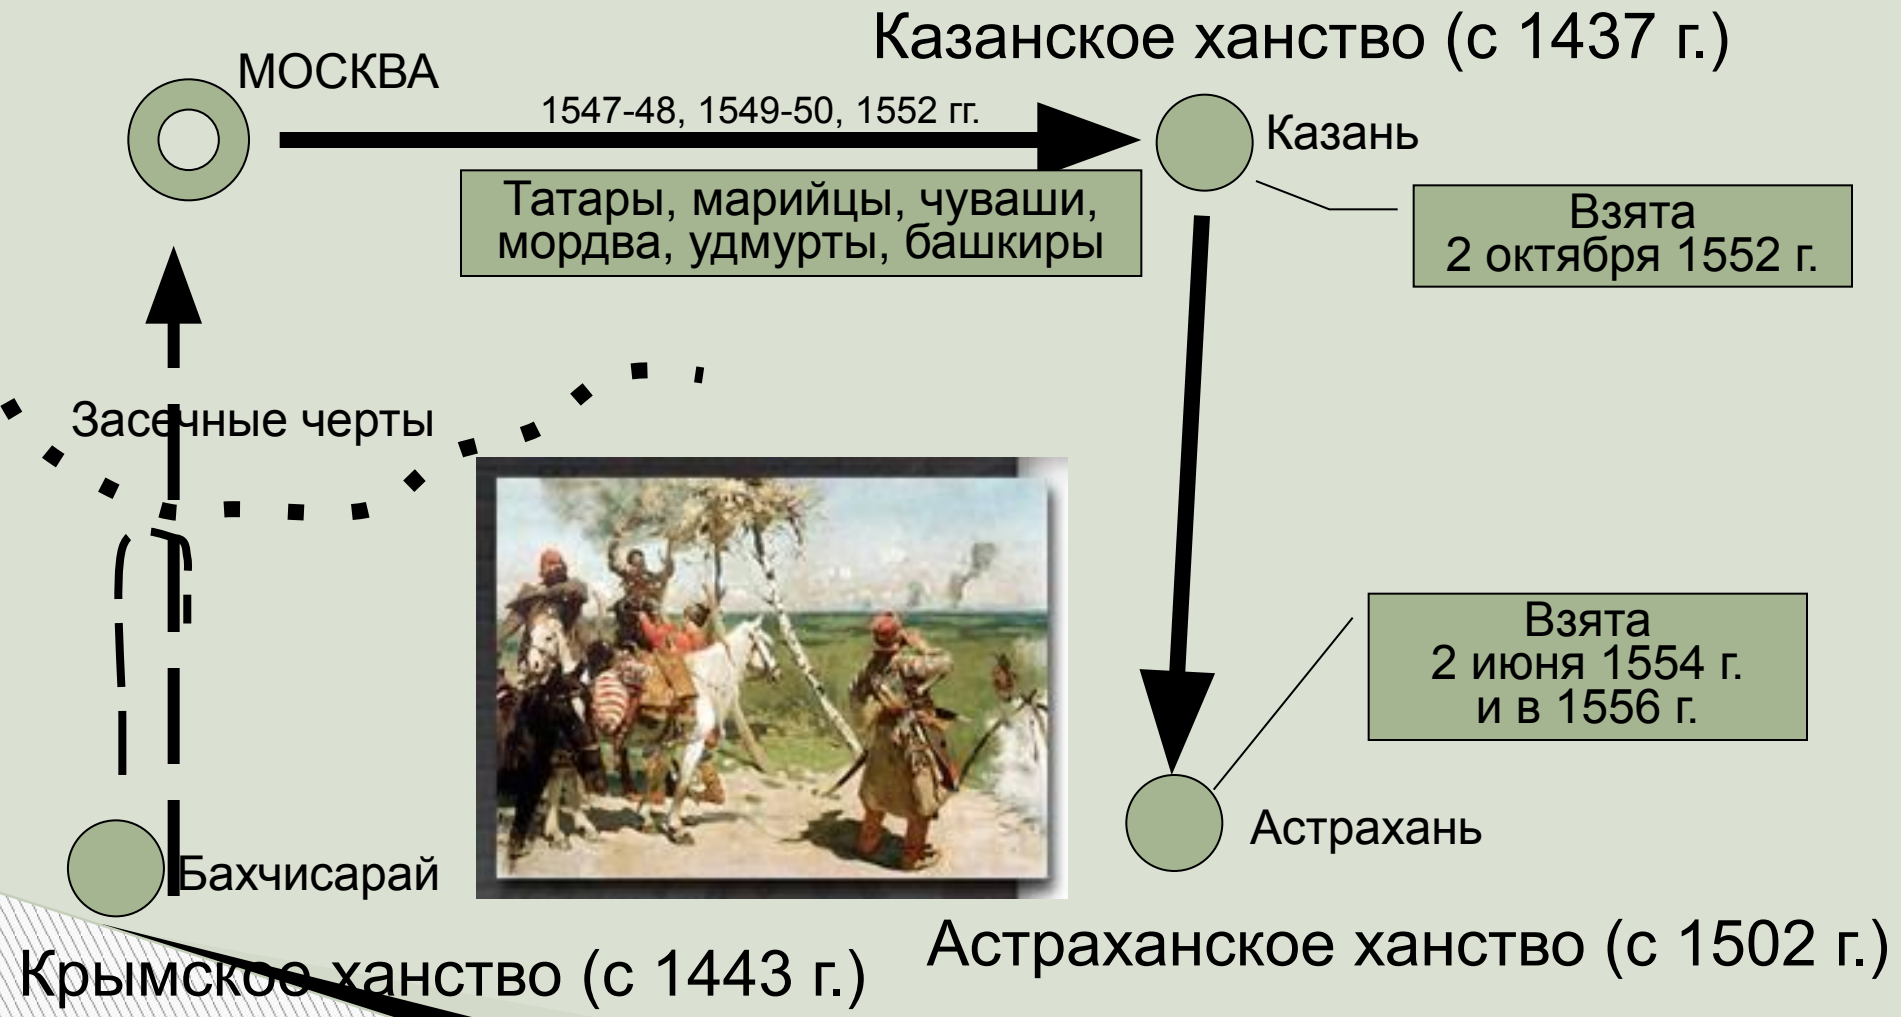 Казанское ханство (с 1437 г.)
МОСКВА
1547-48, 1549-50, 1552 гг.
Казань
Татары, марийцы, чуваши,
мордва, удмурты, башкиры
Взята
2 октября 1552 г.
Засечные черты
Взята
2 июня 1554 г.
и в 1556 г.
Астрахань
Бахчисарай
Астраханское ханство (с 1502 г.)
Крымское ханство (с 1443 г.)